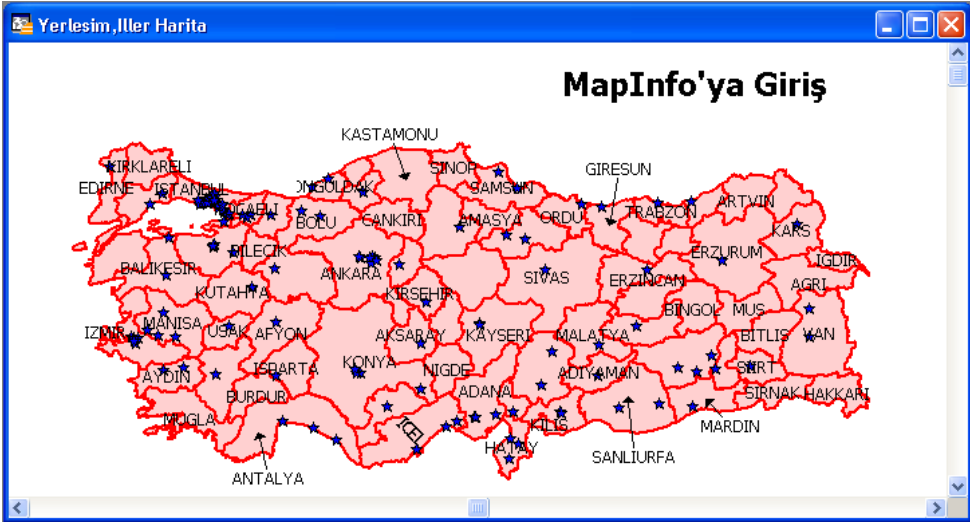 Yerlesim,Iller Harita
MapInfo'ya Giriş
KASTAMONU
KIRKLARELI
SINOP
GIRESUN
EDIRNE
ISTANBUL
ONGULDAK
SAMSUN
OCAELI
BOLU
CANKIRI
AMASYA
ORDU
TRABZON
ARTVIN
KARS
BILECIK
ERZURUM
IGDIR
BALIKESIR
ANKARA
SIVAS
ERZINCAN
AGRI
KUTAHYA
KIRSEHIR
BINGOL
MUŞ
IZMIR
MANISA
USAK
AFYON
AKSARAY
KAYSERI
MALATYA
BITLIS
VAN
AYDIN
ISPARTA
KONYA
NIGDE
ADIYAMAN
SIIRT
BURDUR
ADANA
SIRNAK
HAKKARI
MUGLA
ICEL
KILIS
MARDIN
HATAY
SANLIURFA
ANTALYA